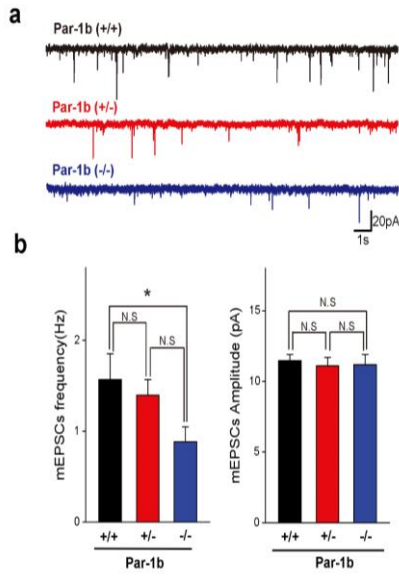 a
Par-1b (+/+)
Par-1b (+/-)
Par-1b (-/-)
20pA
1s
b
*
N.S
N.S
mEPSCs frequency(Hz)
2
1
0
+/+ +/- -/-
Par-1b
N.S
N.S N.S
mEPSCs Amplitude (pA)
15
10
5
0
+/+ +/- -/-
Par-1b